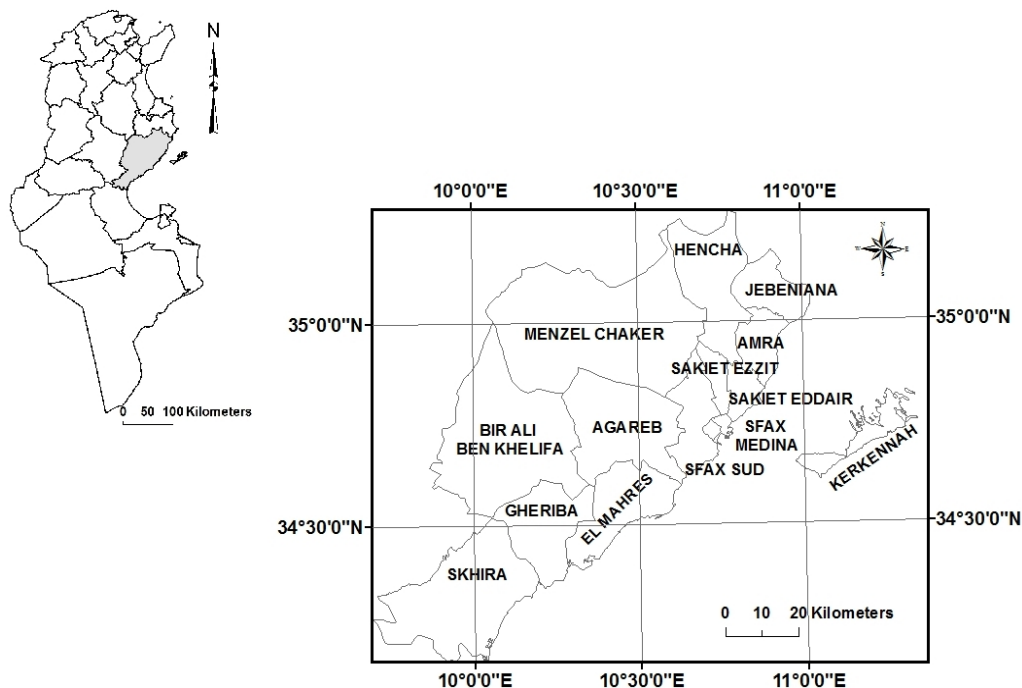 N
0 50 100 Kilometers
10°0'0"E 10°30'0"E 11°0'0"E
N
W E
S
HENCHA
JEBENIANA
35°0'0"N 35°0'0"N
MENZEL CHAKER
AMRA
SAKIET EZZIT
SAKIET EDDAIR
BIR ALI
BEN KHELIFA
AGAREB
SFAX
MEDINA
KERKENNAH
SFAX SUD
GHERIBA
EL MAHRES
34°30'0"N 34°30'0"N
SKHIRA
0 10 20 Kilometers
10°0'0"E 10°30'0"E 11°0'0"E